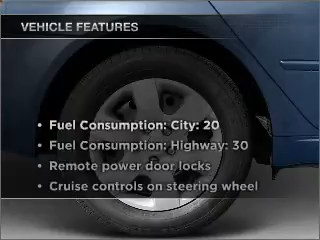 VEHICLE FEATURES
• Fuel Consumption: City: 20
• Fuel Consumption: Highway: 30
• Remote power door locks
• Cruise controls on steering wheel